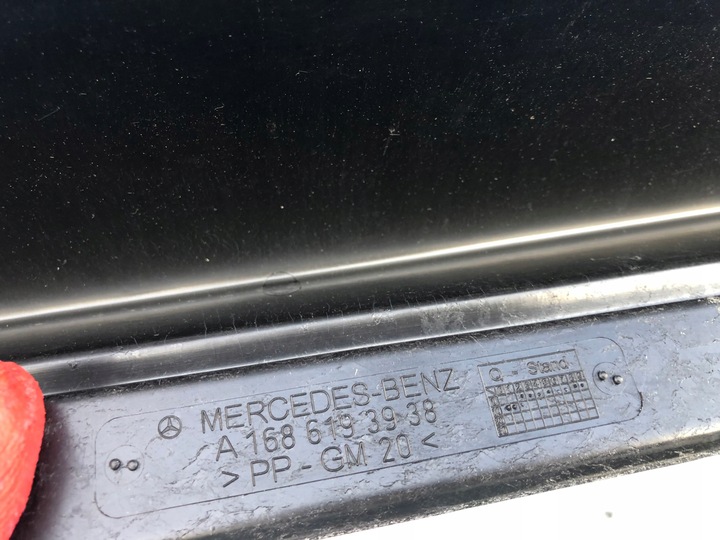 MERCEDES-BENZ
A 168 619 39 38
> PP - GM 20 <
Q. - Stand